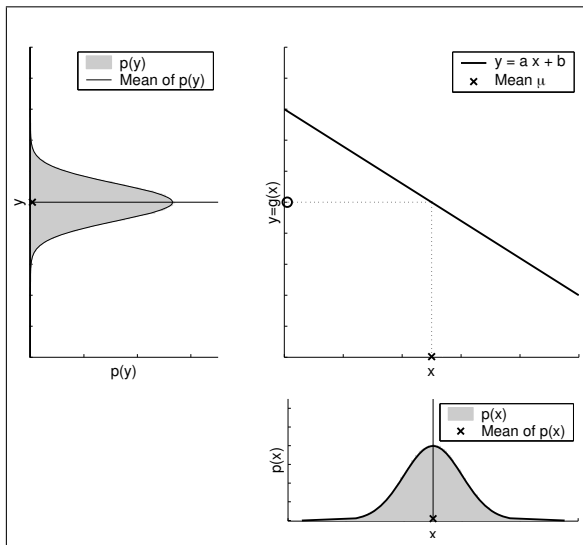 p(y)
Mean of p(y)
y
p(y)
y = a x + b
Mean μ
y=g(x)
x
p(x)
Mean of p(x)
p(x)
x